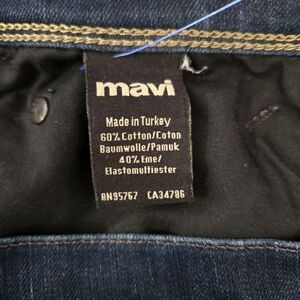 mavi
Made in Turkey
60% Cotton/Coton
Baumwolle/Pamuk
40% Eme/
Elastomultiester
RN95767 CA34786